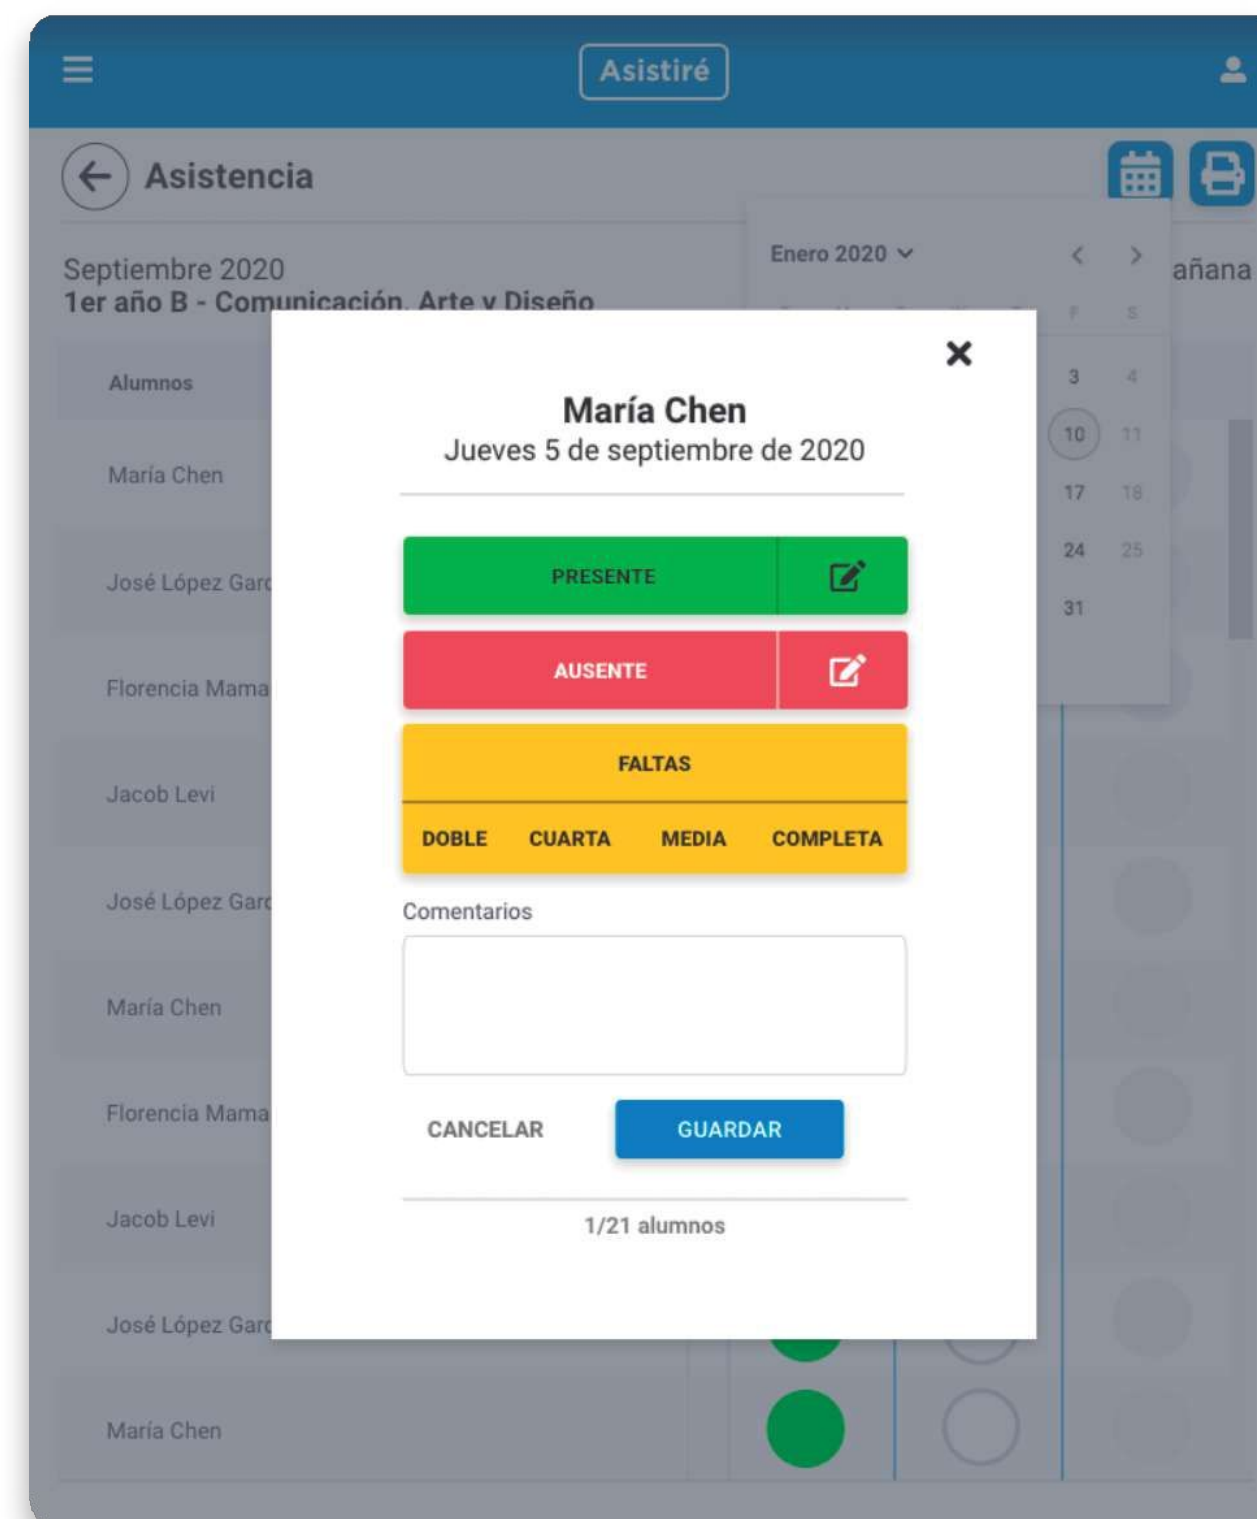 Asistiré
Asistencia
Septiembre 2020
1er año B - Comunicación, Arte y Diseño
Enero 2020
añana
F S
Alumnos
3 4
10 11
17 18
24 25
31
María Chen
José López Garc
Florencia Mama
Jacob Levi
José López Garc
María Chen
Florencia Mama
Jacob Levi
José López Garc
María Chen
María Chen
Jueves 5 de septiembre de 2020
PRESENTE
AUSENTE
FALTAS
DOBLE CUARTA MEDIA COMPLETA
Comentarios
CANCELAR GUARDAR
1/21 alumnos